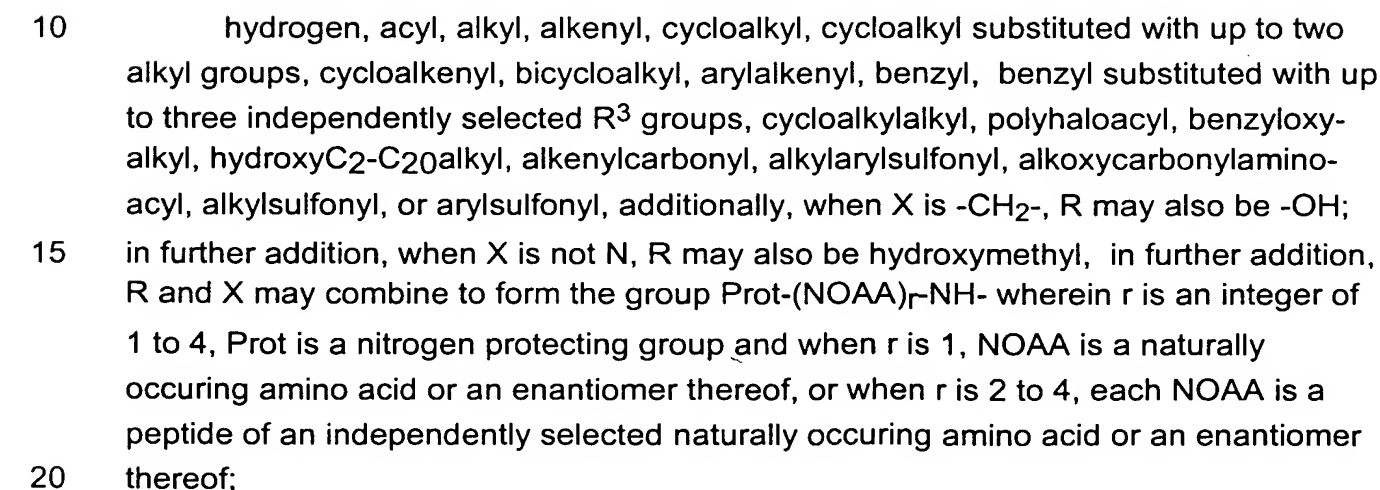 10 hydrogen, acyl, alkyl, alkenyl, cycloalkyl, cycloalkyl substituted with up to two
alkyl groups, cycloalkenyl, bicycloalkyl, arylalkenyl, benzyl, benzyl substituted with up
to three independently selected R³ groups, cycloalkylalkyl, polyhaloacyl, benzyloxy-
alkyl, hydroxyC₂-C₂₀alkyl, alkenylcarbonyl, alkylarylsulfonyl, alkoxycarbonylamino-
acyl, alkylsulfonyl, or arylsulfonyl, additionally, when X is -CH₂-, R may also be -OH;
15 in further addition, when X is not N, R may also be hydroxymethyl, in further addition,
R and X may combine to form the group Prot-(NOAA)ᵣ-NH- wherein r is an integer of
1 to 4, Prot is a nitrogen protecting group and when r is 1, NOAA is a naturally
occuring amino acid or an enantiomer thereof, or when r is 2 to 4, each NOAA is a
peptide of an independently selected naturally occuring amino acid or an enantiomer
20 thereof;